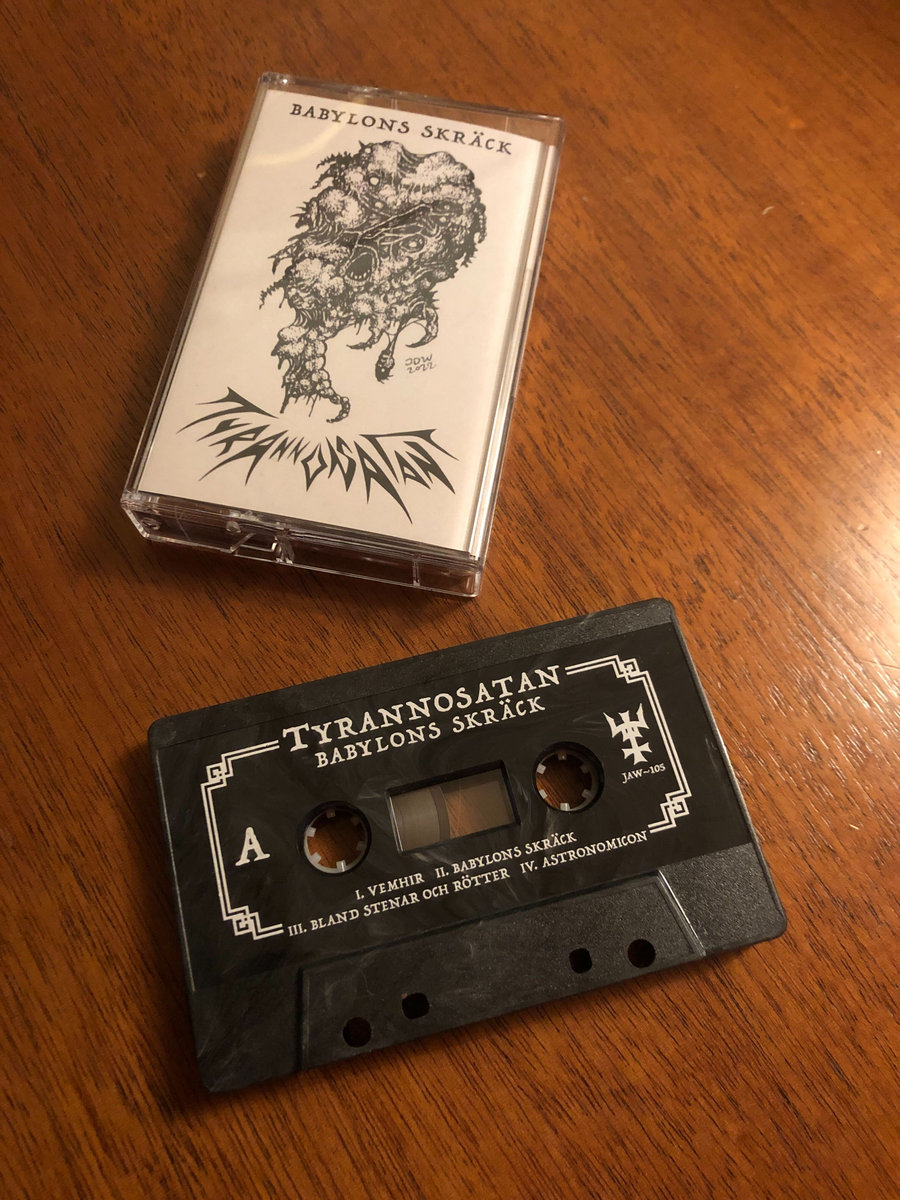 BABYLONS SKRÄCK
JDW
2022
TYRANNOSATAN
TYRANNOSATAN
BABYLONS SKRÄCK
JAW~105
A
I. VEMHIR II. BABYLONS SKRÄCK
III. BLAND STENAR OCH RÖTTER IV. ASTRONOMICON